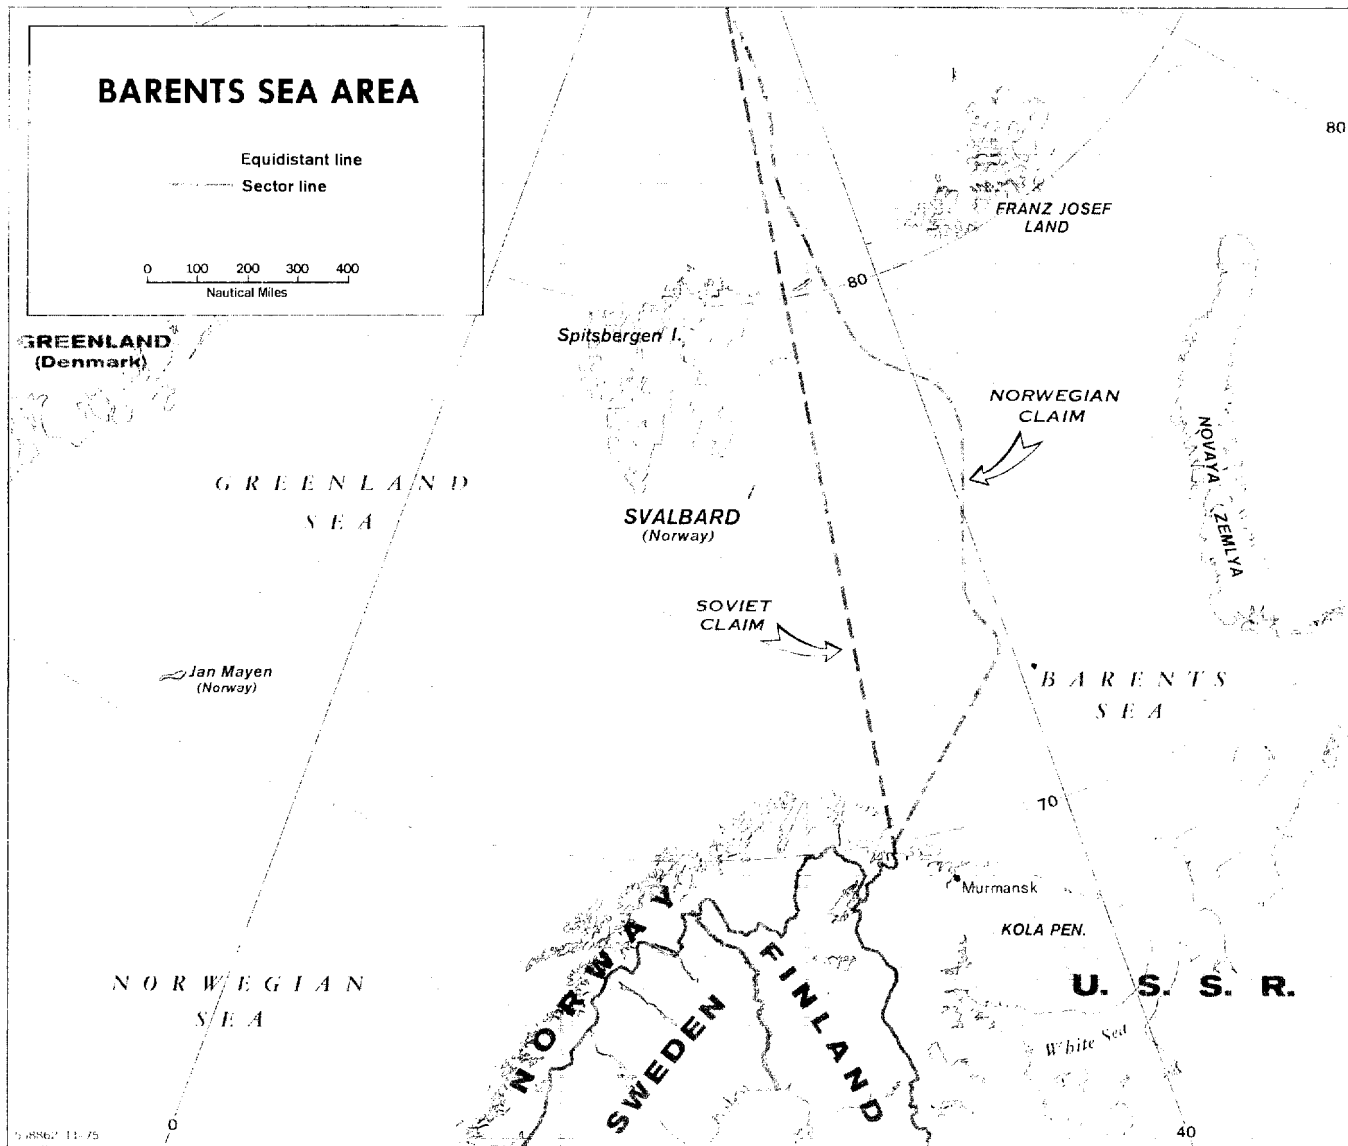 BARENTS SEA AREA
Equidistant line
Sector line
0 100 200 300 400
Nautical Miles
80
FRANZ JOSEF
LAND
80
GREENLAND
(Denmark)
Spitsbergen I.
NORWEGIAN
CLAIM
NOVAYA
ZEMLYA
GREENLAND
SEA
SVALBARD
(Norway)
SOVIET
CLAIM
Jan Mayen
(Norway)
BARENTS
SEA
70
Murmansk
KOLA PEN.
NORWAY
FINLAND
SWEDEN
U. S. S. R.
NORWEGIAN
SEA
White Sea
0
40